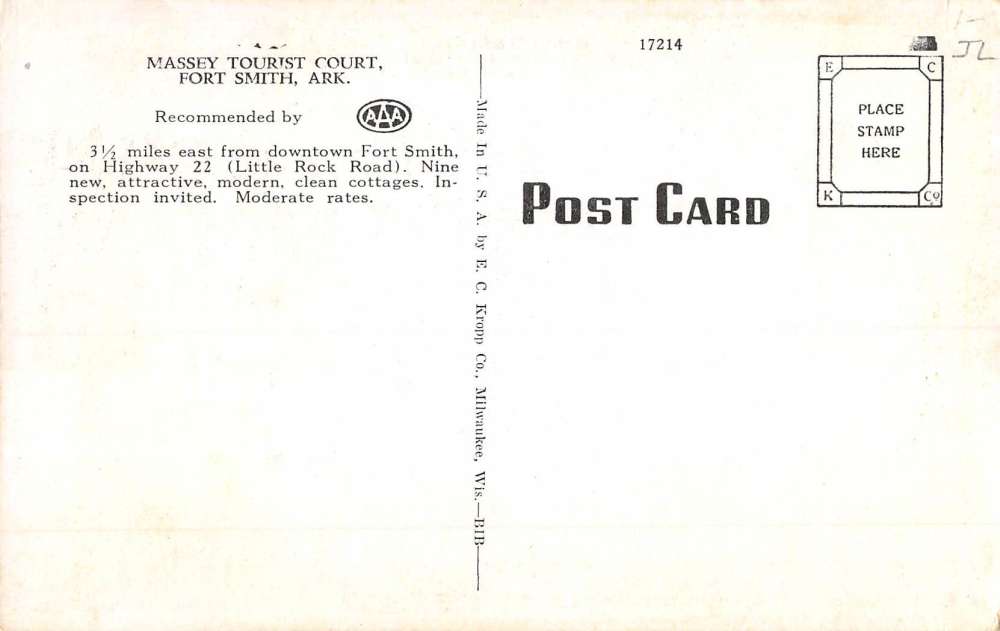 MASSEY TOURIST COURT,
FORT SMITH, ARK.
Recommended by AAA
3½ miles east from downtown Fort Smith,
on Highway 22 (Little Rock Road). Nine
new, attractive, modern, clean cottages. In-
spection invited. Moderate rates.
Made In U. S. A. by E. C. Kropp Co., Milwaukee, Wis.—BIB
17214
POST CARD
E C
PLACE
STAMP
HERE
K Co
JL